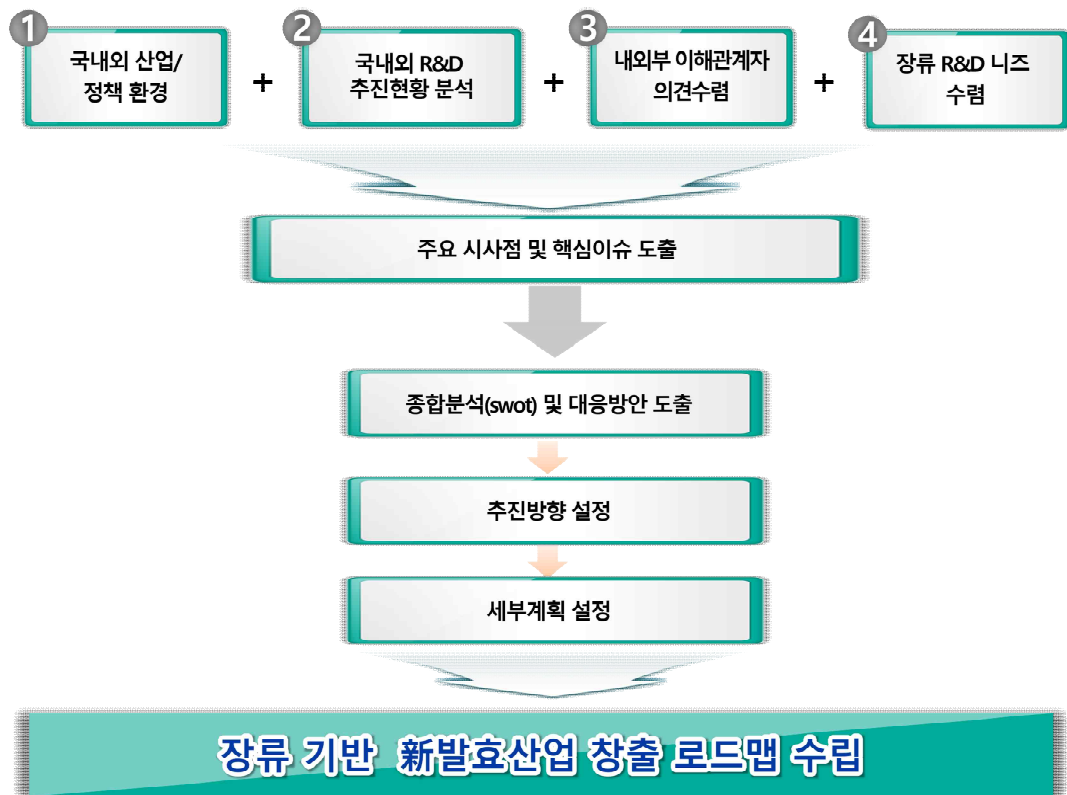 1
국내외 산업/
정책 환경
+
2
국내외 R&D
추진현황 분석
+
3
내외부 이해관계자
의견수렴
+
4
장류 R&D 니즈
수렴
주요 시사점 및 핵심이슈 도출
종합분석(swot) 및 대응방안 도출
추진방향 설정
세부계획 설정
장류 기반 新발효산업 창출 로드맵 수립